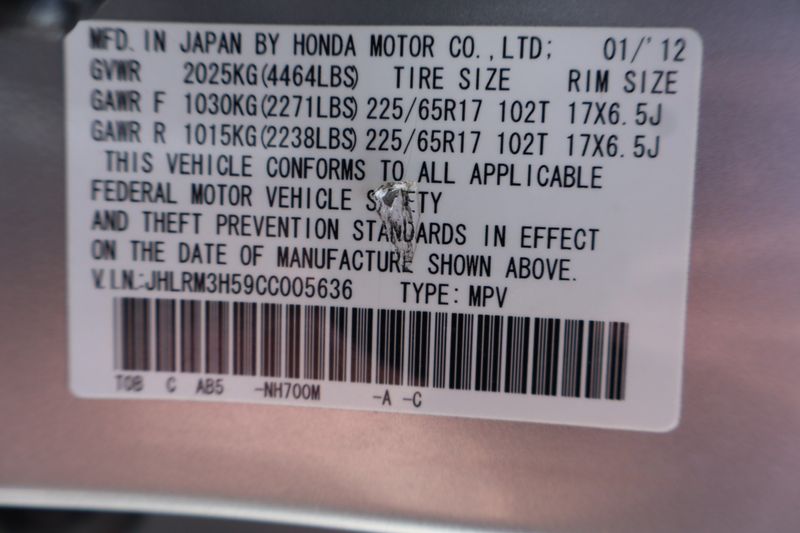 MFD. IN JAPAN BY HONDA MOTOR CO.,LTD; 01/'12
GVWR 2025KG(4464LBS) TIRE SIZE RIM SIZE
GAWR F 1030KG(2271LBS) 225/65R17 102T 17X6.5J
GAWR R 1015KG(2238LBS) 225/65R17 102T 17X6.5J
THIS VEHICLE CONFORMS TO ALL APPLICABLE
FEDERAL MOTOR VEHICLE SAFETY
AND THEFT PREVENTION STANDARDS IN EFFECT
ON THE DATE OF MANUFACTURE SHOWN ABOVE.
V.I.N.:JHLRM3H59CC005636 TYPE: MPV
T0B C AB5 -NH700M -A -C